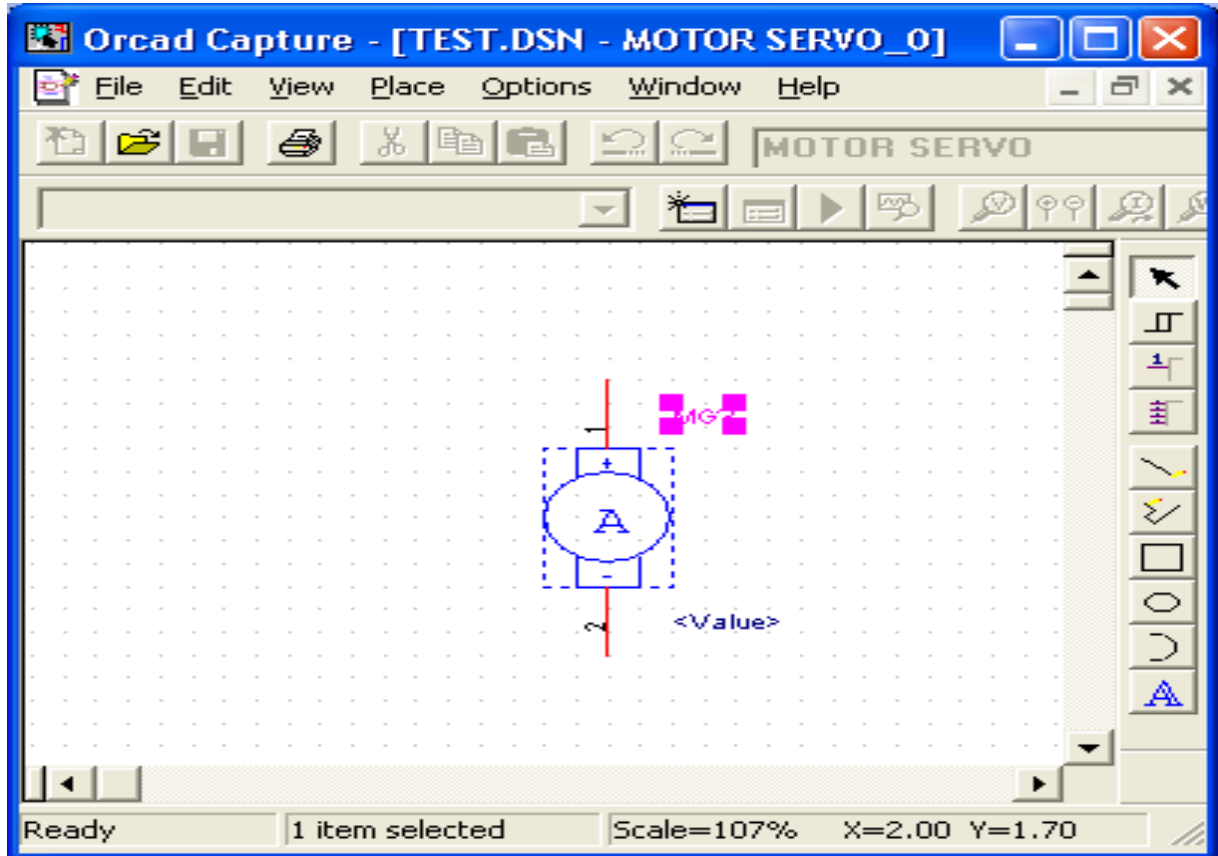 Orcad Capture - [TEST.DSN - MOTOR SERVO_0]
File Edit View Place Options Window Help
MOTOR SERVO
1
+
A
-
2
<Value>
A
Ready 1 item selected Scale=107% X=2.00 Y=1.70